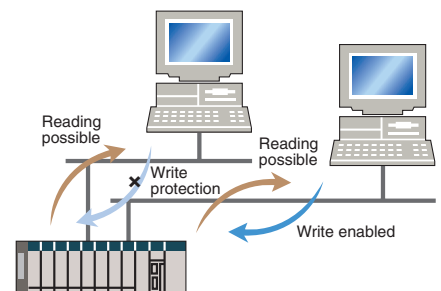 Reading
possible
Write
protection
Reading
possible
Write enabled